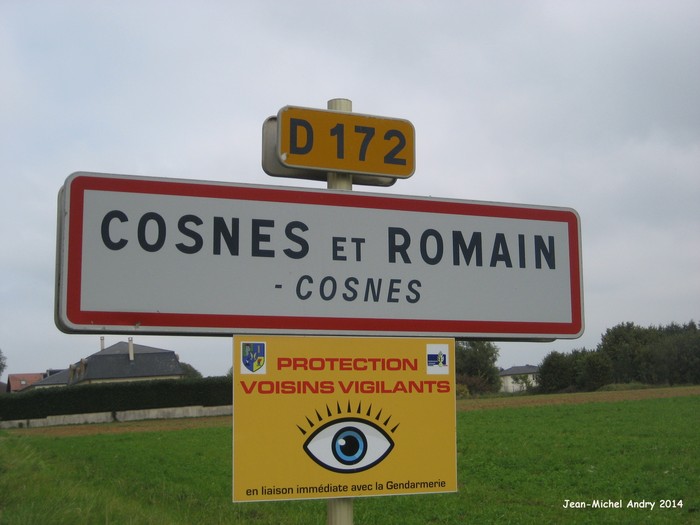 D 172
COSNES ET ROMAIN
- COSNES
PROTECTION
VOISINS VIGILANTS
en liaison immédiate avec la Gendarmerie
Jean-Michel Andry 2014